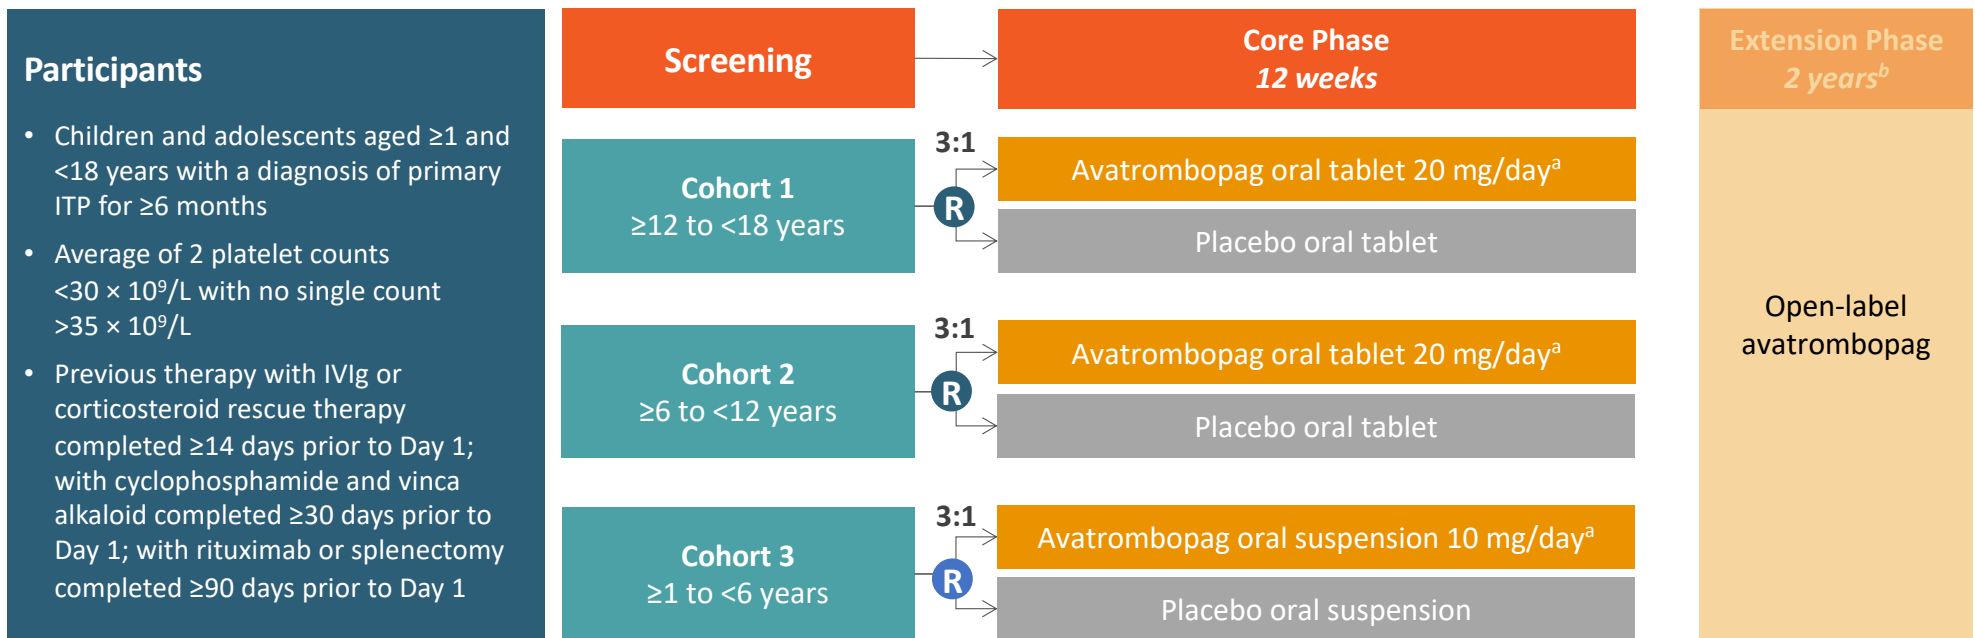 Participants
• Children and adolescents aged ≥1 and
<18 years with a diagnosis of primary
ITP for ≥6 months
• Average of 2 platelet counts
<30 × 10⁹/L with no single count
>35 × 10⁹/L
• Previous therapy with IVIg or
corticosteroid rescue therapy
completed ≥14 days prior to Day 1;
with cyclophosphamide and vinca
alkaloid completed ≥30 days prior to
Day 1; with rituximab or splenectomy
completed ≥90 days prior to Day 1
Screening
Core Phase
12 weeks
Extension Phase
2 yearsᵇ
Cohort 1
≥12 to <18 years
3:1
R
Avatrombopag oral tablet 20 mg/dayᵃ
Placebo oral tablet
Cohort 2
≥6 to <12 years
3:1
R
Avatrombopag oral tablet 20 mg/dayᵃ
Placebo oral tablet
Cohort 3
≥1 to <6 years
3:1
R
Avatrombopag oral suspension 10 mg/dayᵃ
Placebo oral suspension
Open-label
avatrombopag